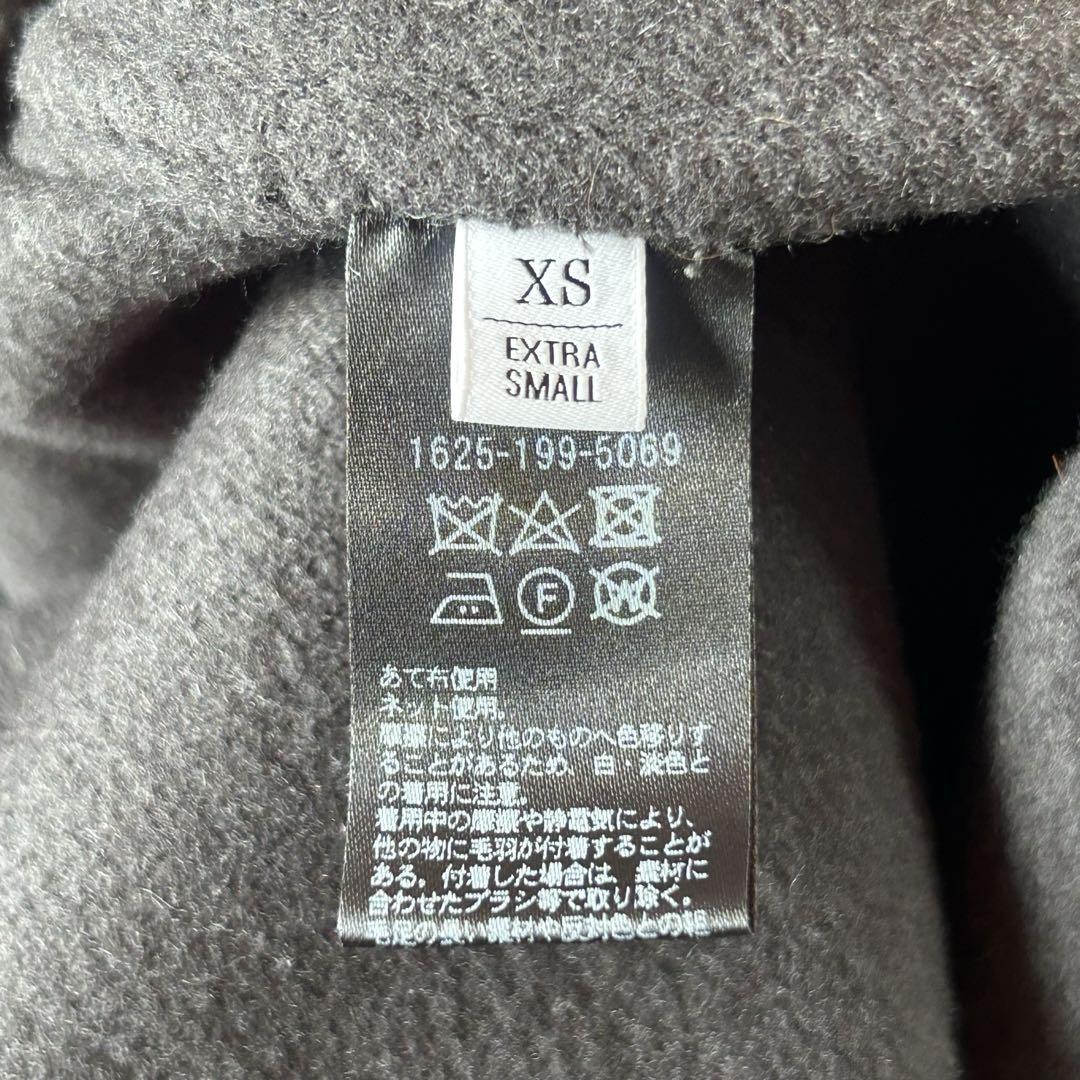 XS
EXTRA
SMALL
1625-199-5069
F
W
あて布使用
ネット使用。
摩擦により他のものへ色移りす
ることがあるため、白・淡色と
の着用に注意。
着用中の摩擦や静電気により、
他の物に毛羽が付着することが
ある。付着した場合は、素材に
合わせたブラシ等で取り除く。